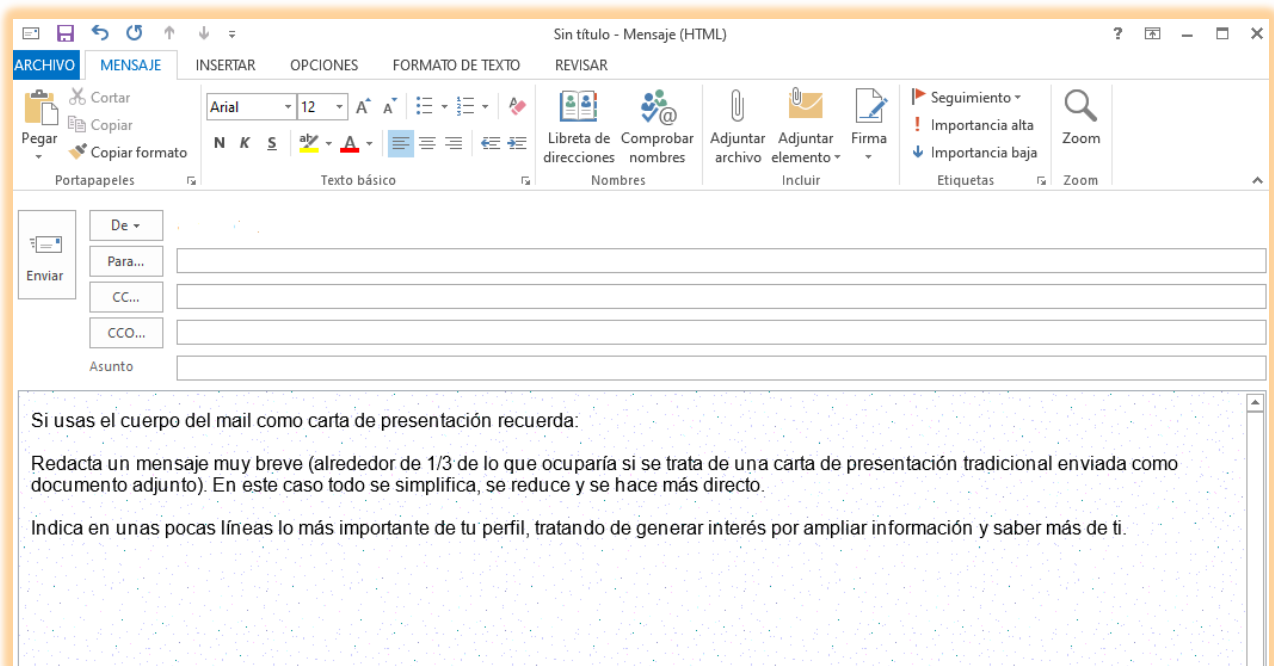 Sin título - Mensaje (HTML)
ARCHIVO MENSAJE INSERTAR OPCIONES FORMATO DE TEXTO REVISAR
Pegar
Cortar
Copiar
Copiar formato
Portapapeles
Arial 12
N K S
Texto básico
Libreta de direcciones
Comprobar nombres
Nombres
Adjuntar archivo
Adjuntar elemento
Firma
Incluir
Seguimiento
Importancia alta
Importancia baja
Etiquetas
Zoom
Zoom
Enviar
De
Para...
CC...
CCO...
Asunto
Si usas el cuerpo del mail como carta de presentación recuerda:
Redacta un mensaje muy breve (alrededor de 1/3 de lo que ocuparía si se trata de una carta de presentación tradicional enviada como
documento adjunto). En este caso todo se simplifica, se reduce y se hace más directo.
Indica en unas pocas líneas lo más importante de tu perfil, tratando de generar interés por ampliar información y saber más de ti.